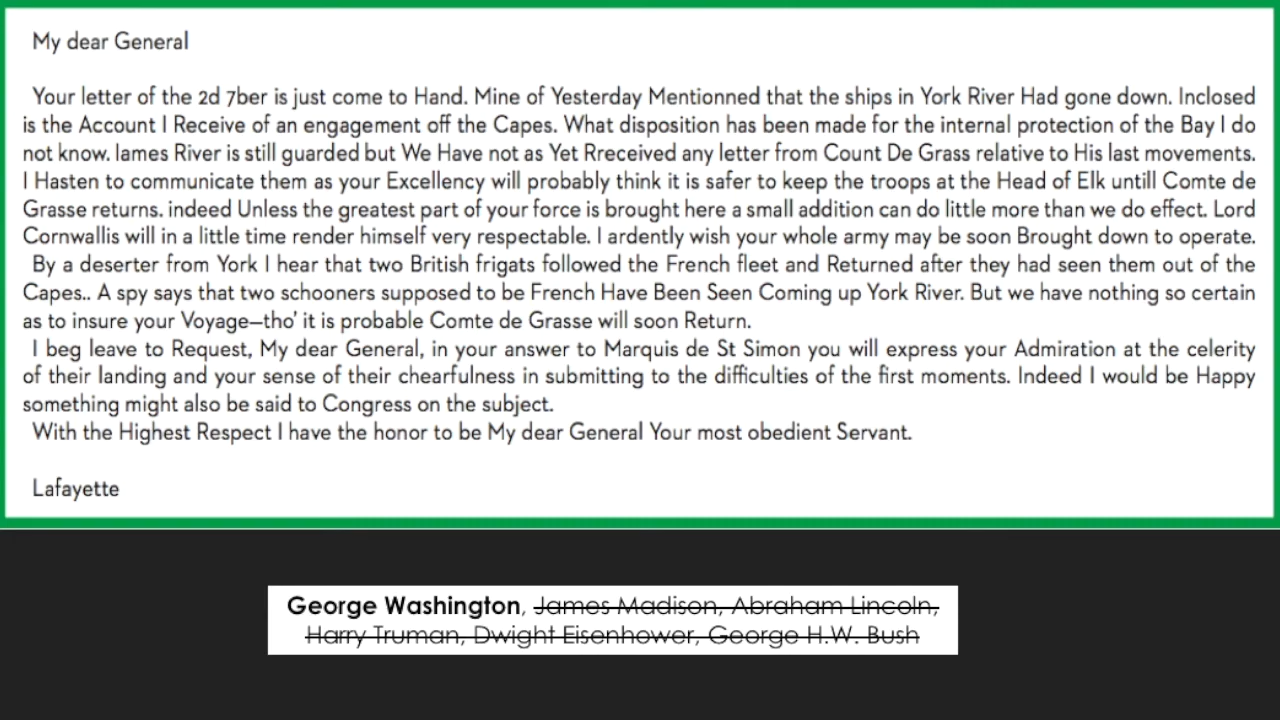 My dear General
Your letter of the 2d 7ber is just come to Hand. Mine of Yesterday Mentionned that the ships in York River Had gone down. Inclosed
is the Account I Receive of an engagement off the Capes. What disposition has been made for the internal protection of the Bay I do
not know. Iames River is still guarded but We Have not as Yet Rreceived any letter from Count De Grass relative to His last movements.
I Hasten to communicate them as your Excellency will probably think it is safer to keep the troops at the Head of Elk untill Comte de
Grasse returns. indeed Unless the greatest part of your force is brought here a small addition can do little more than we do effect. Lord
Cornwallis will in a little time render himself very respectable. I ardently wish your whole army may be soon Brought down to operate.
By a deserter from York I hear that two British frigats followed the French fleet and Returned after they had seen them out of the
Capes.. A spy says that two schooners supposed to be French Have Been Seen Coming up York River. But we have nothing so certain
as to insure your Voyage—tho' it is probable Comte de Grasse will soon Return.
I beg leave to Request, My dear General, in your answer to Marquis de St Simon you will express your Admiration at the celerity
of their landing and your sense of their chearfulness in submitting to the difficulties of the first moments. Indeed I would be Happy
something might also be said to Congress on the subject.
With the Highest Respect I have the honor to be My dear General Your most obedient Servant.
Lafayette
George Washington, James Madison, Abraham Lincoln,
Harry Truman, Dwight Eisenhower, George H.W. Bush